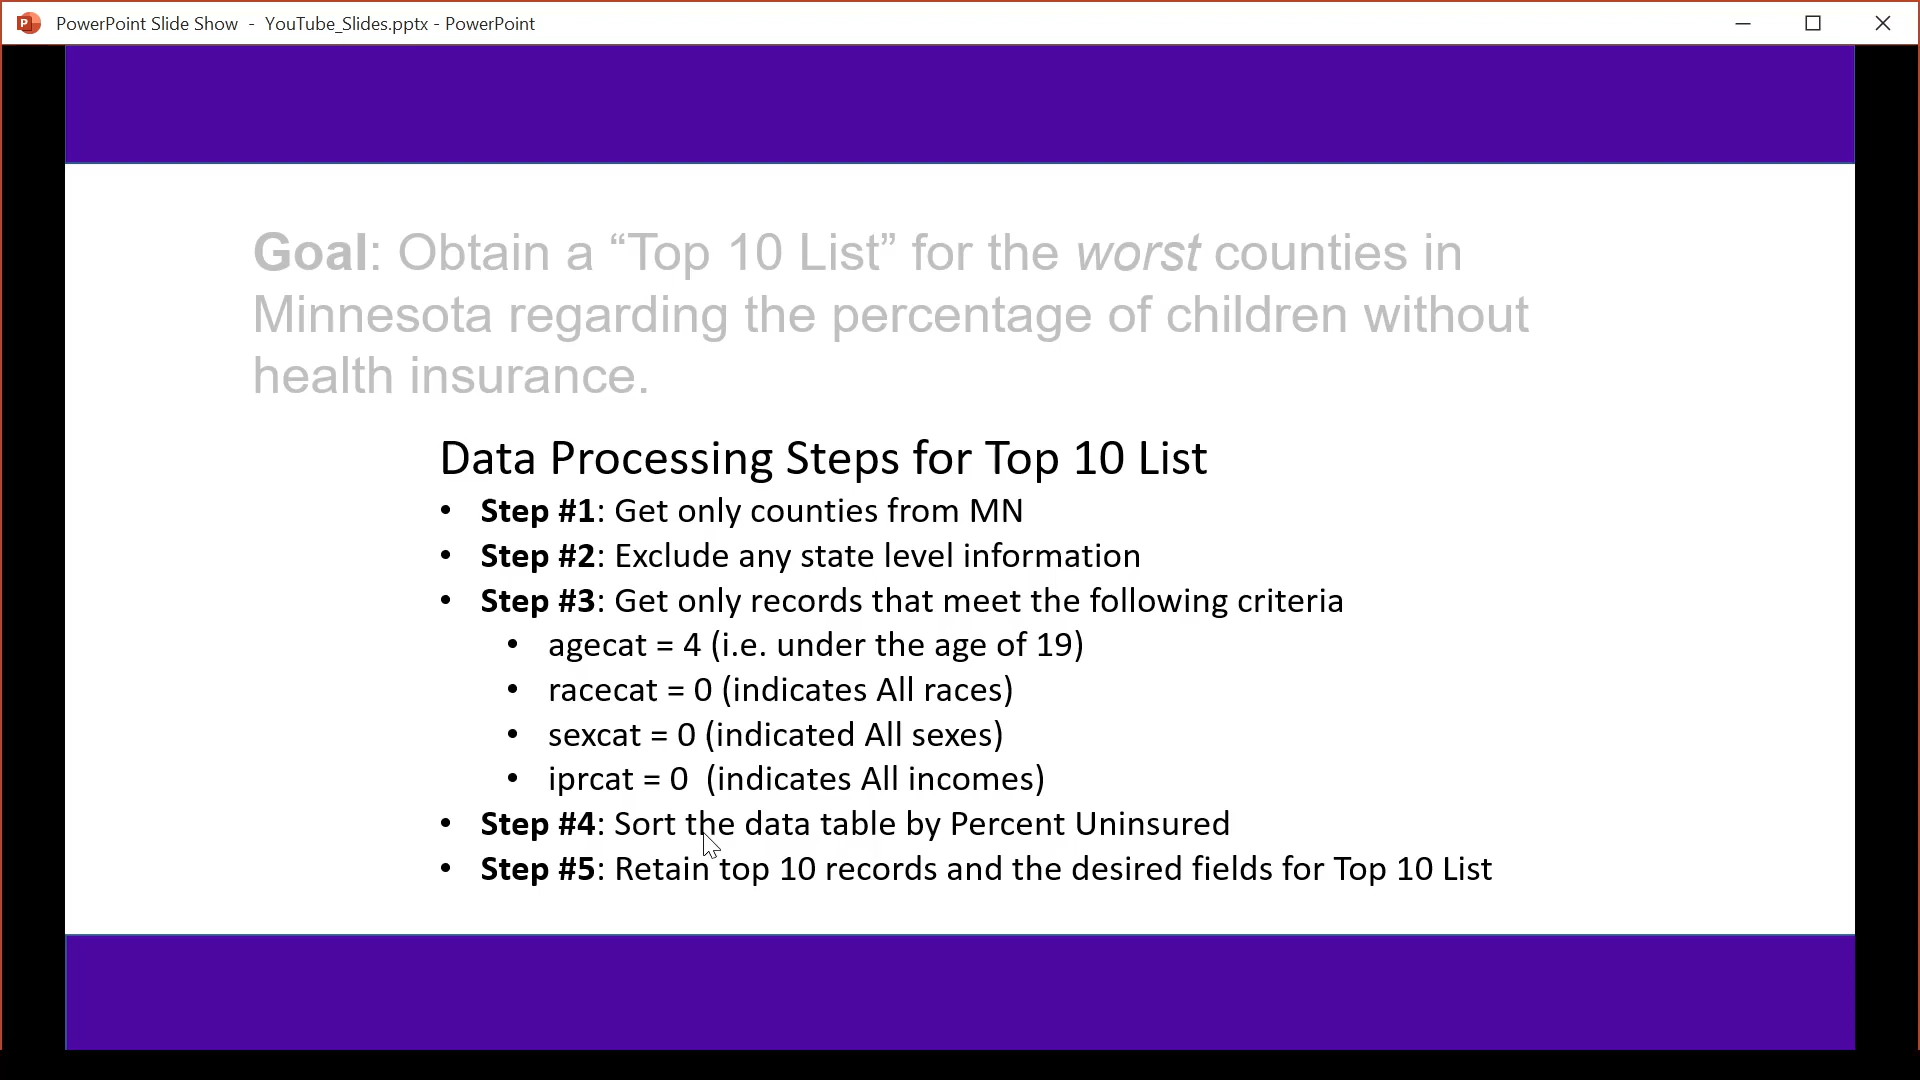 PowerPoint Slide Show - YouTube_Slides.pptx - PowerPoint
Goal: Obtain a “Top 10 List” for the worst counties in
Minnesota regarding the percentage of children without
health insurance.
Data Processing Steps for Top 10 List
• Step #1: Get only counties from MN
• Step #2: Exclude any state level information
• Step #3: Get only records that meet the following criteria
• agecat = 4 (i.e. under the age of 19)
• racecat = 0 (indicates All races)
• sexcat = 0 (indicated All sexes)
• iprcat = 0 (indicates All incomes)
• Step #4: Sort the data table by Percent Uninsured
• Step #5: Retain top 10 records and the desired fields for Top 10 List